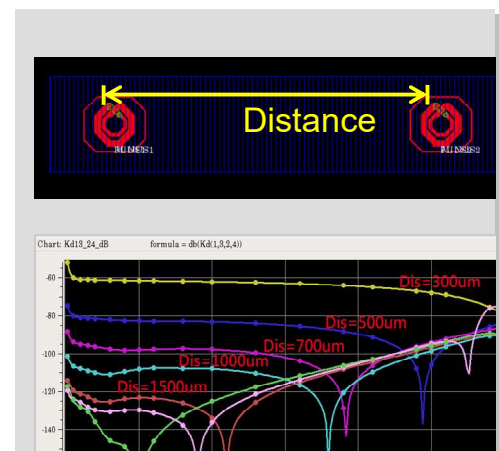 Distance
Chart: Kd13_24_dB formula = db(Kd(1,3,2,4))
-60
Dis=300um
-80
Dis=500um
Dis=700um
-100
Dis=1000um
-120
Dis=1500um
-140